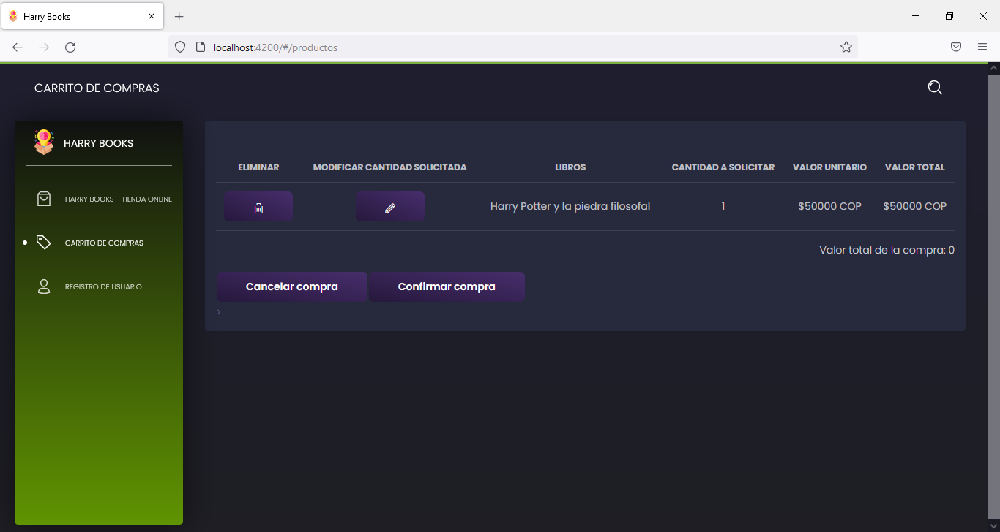 Harry Books
localhost:4200/#/productos
CARRITO DE COMPRAS
HARRY BOOKS
HARRY BOOKS - TIENDA ONLINE
CARRITO DE COMPRAS
REGISTRO DE USUARIO
ELIMINAR MODIFICAR CANTIDAD SOLICITADA LIBROS CANTIDAD A SOLICITAR VALOR UNITARIO VALOR TOTAL
Harry Potter y la piedra filosofal 1 $50000 COP $50000 COP
Valor total de la compra: 0
Cancelar compra Confirmar compra
>